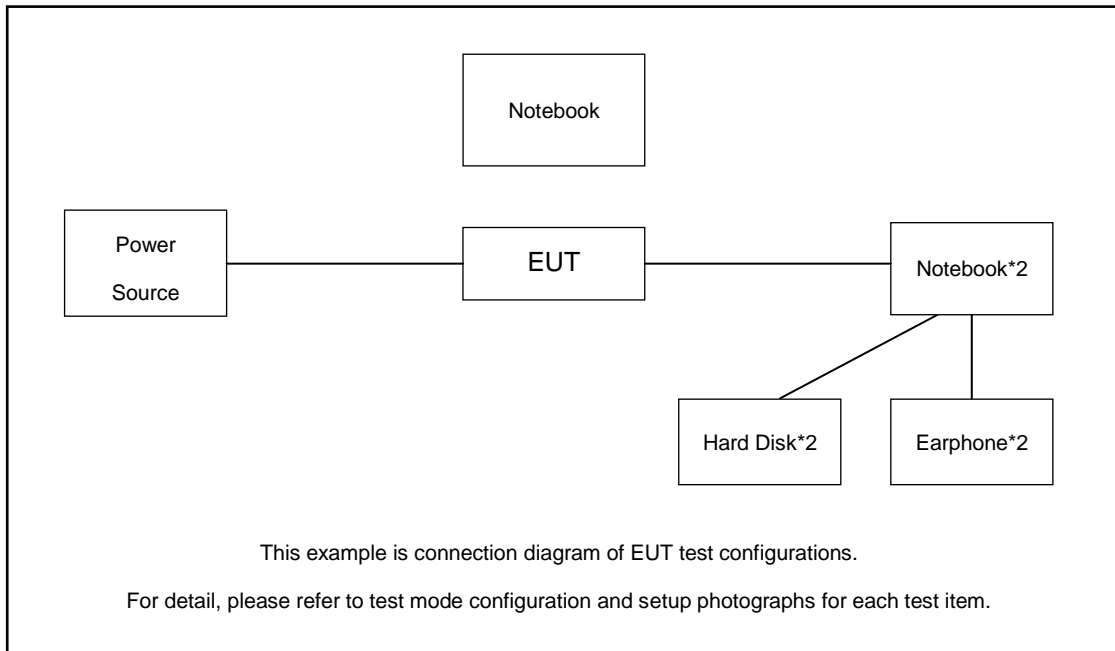 Notebook
Power
Source
EUT
Notebook*2
Hard Disk*2
Earphone*2
This example is connection diagram of EUT test configurations.
For detail, please refer to test mode configuration and setup photographs for each test item.